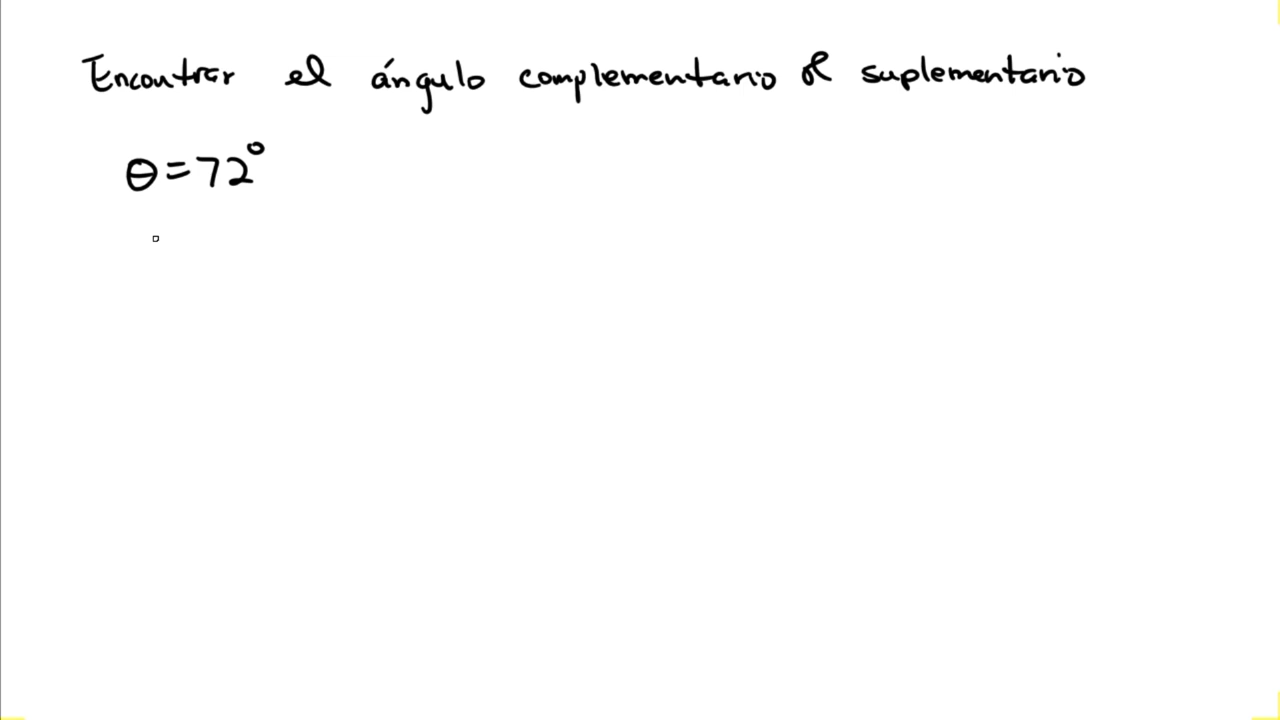 Encontrar el ángulo complementario & suplementario
θ = 72°